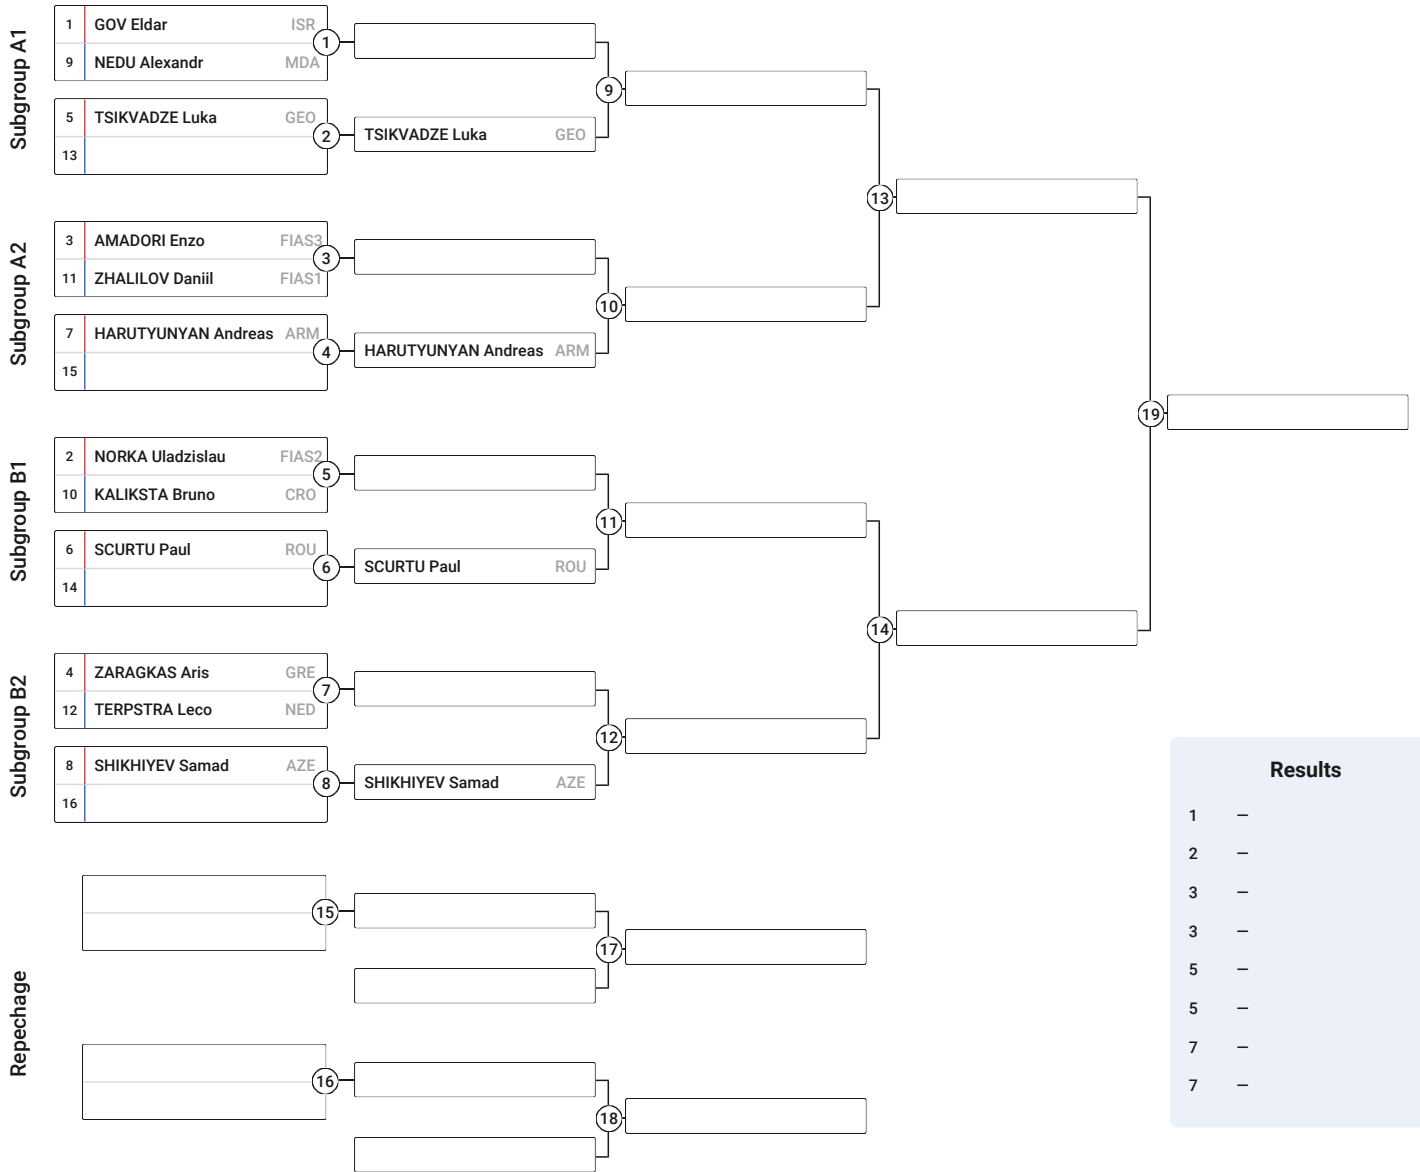 Subgroup A1
1 GOV Eldar ISR
9 NEDU Alexandr MDA
1
5 TSIKVADZE Luka GEO
13
2
TSIKVADZE Luka GEO
9
Subgroup A2
3 AMADORI Enzo FIAS3
11 ZHALILOV Daniil FIAS1
3
7 HARUTYUNYAN Andreas ARM
15
4
HARUTYUNYAN Andreas ARM
10
13
Subgroup B1
2 NORKA Uladzislau FIAS2
10 KALIKSTA Bruno CRO
5
6 SCURTU Paul ROU
14
6
SCURTU Paul ROU
11
Subgroup B2
4 ZARAGKAS Aris GRE
12 TERPSTRA Leco NED
7
8 SHIKHIYEV Samad AZE
16
8
SHIKHIYEV Samad AZE
12
14
19
Repechage
15
17
16
18
Results
1 –
2 –
3 –
3 –
5 –
5 –
7 –
7 –